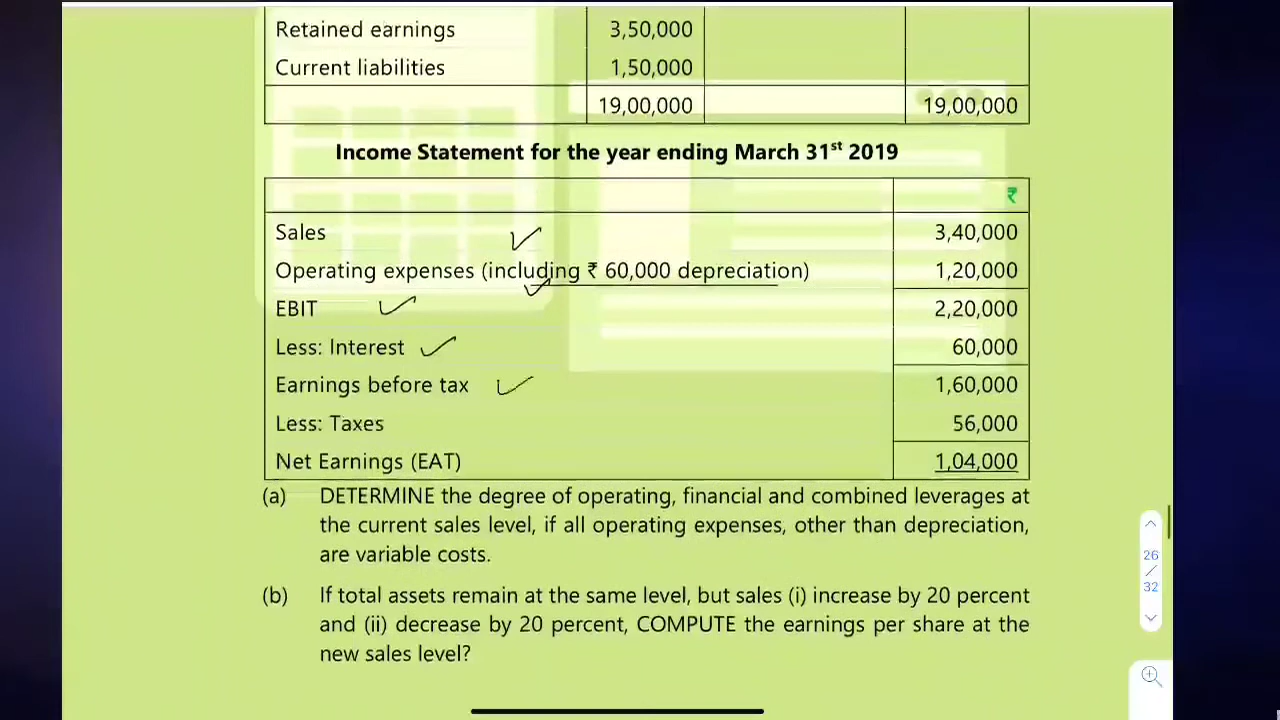 Retained earnings 3,50,000
Current liabilities 1,50,000
19,00,000 19,00,000
Income Statement for the year ending March 31st 2019
₹
Sales 3,40,000
Operating expenses (including ₹ 60,000 depreciation) 1,20,000
EBIT 2,20,000
Less: Interest 60,000
Earnings before tax 1,60,000
Less: Taxes 56,000
Net Earnings (EAT) 1,04,000
(a) DETERMINE the degree of operating, financial and combined leverages at
the current sales level, if all operating expenses, other than depreciation,
are variable costs.
(b) If total assets remain at the same level, but sales (i) increase by 20 percent
and (ii) decrease by 20 percent, COMPUTE the earnings per share at the
new sales level?
26
/
32